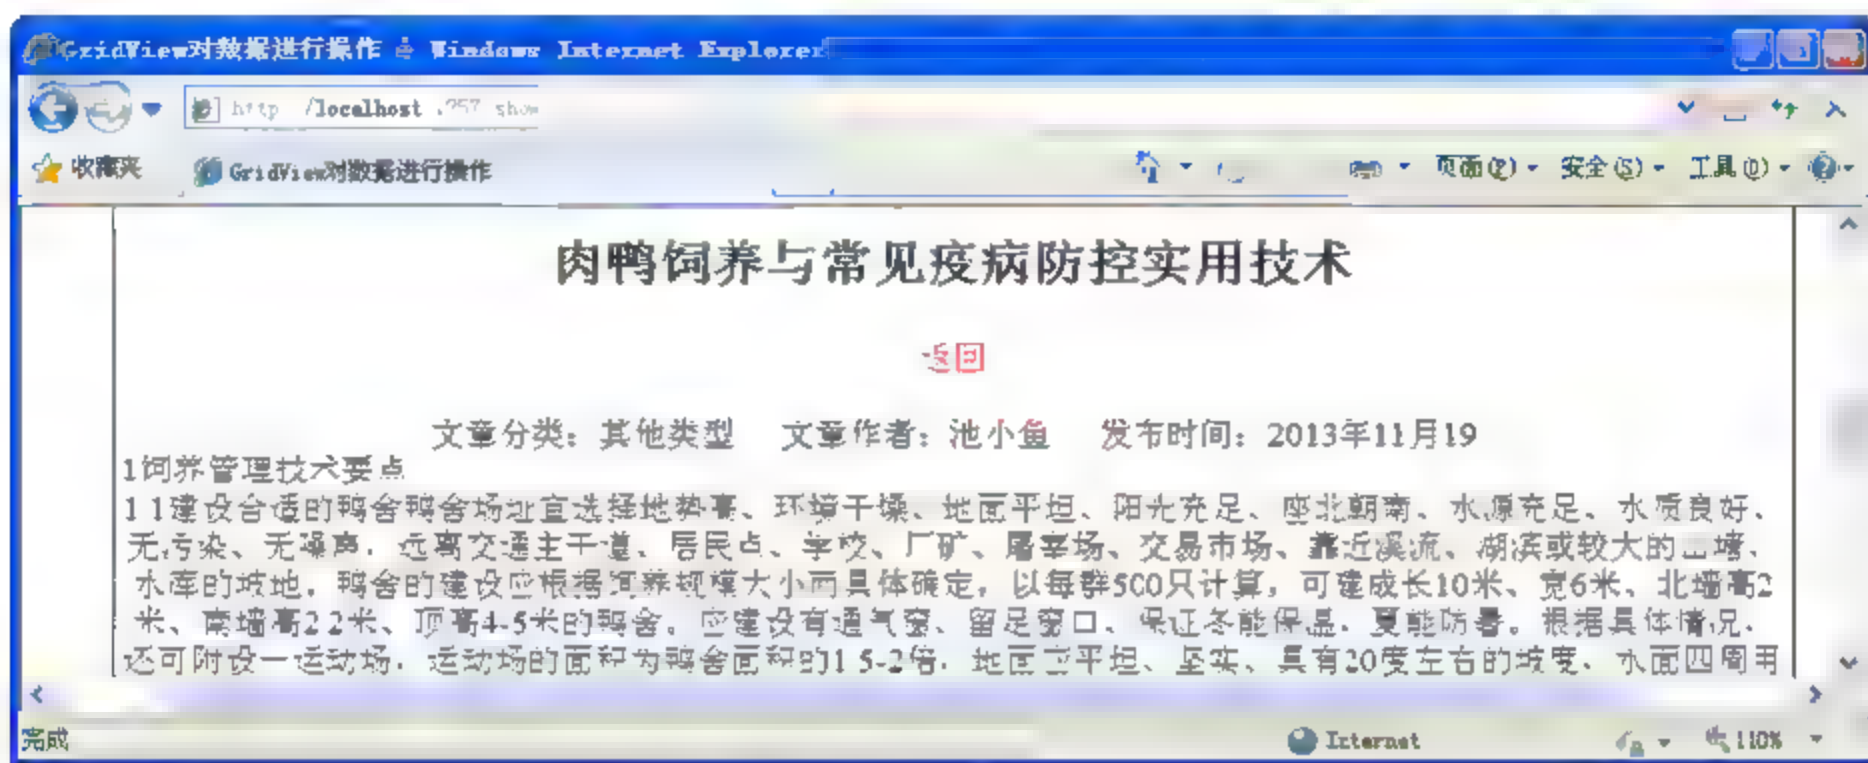 GridView对数据进行操作 - Windows Internet Explorer
http /localhost .257 show
收藏夹 GridView对数据进行操作 页面(P) 安全(S) 工具(O)
肉鸭饲养与常见疫病防控实用技术
返回
文章分类：其他类型 文章作者：池小鱼 发布时间：2013年11月19
1饲养管理技术要点
1 1建设合适的鸭舍鸭舍场址宜选择地势高、环境干燥、地面平坦、阳光充足、座北朝南、水源充足、水质良好、
无污染、无噪声，远离交通主干道、居民点、学校、厂矿、屠宰场、交易市场、靠近溪流、湖滨或较大的山塘、
水库的坡地，鸭舍的建设应根据饲养规模大小而具体确定，以每群500只计算，可建成长10米、宽6米、北墙高2
米、南墙高2 2米、顶高4-5米的鸭舍。应建设有通气窗、留足窗口、保证冬能保温、夏能防暑。根据具体情况，
还可附设一运动场，运动场的面积为鸭舍面积的1 5-2倍，地面应平坦、坚实、具有20度左右的坡度、水面四周用
完成 Internet 110%